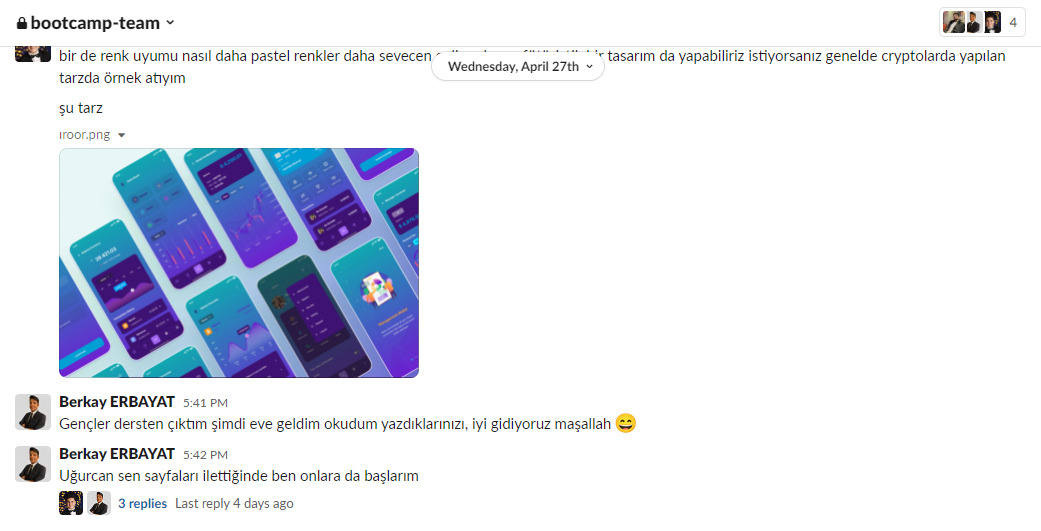 bootcamp-team
4
bir de renk uyumu nasıl daha pastel renkler daha sevecen tasarım da yapabiliriz istiyorsanız genelde cryptolarda yapılan
Wednesday, April 27th
tarzda örnek atıyım
şu tarz
ıroor.png
Berkay ERBAYAT 5:41 PM
Gençler dersten çıktım şimdi eve geldim okudum yazdıklarınızı, iyi gidiyoruz maşallah 😄
Berkay ERBAYAT 5:42 PM
Uğurcan sen sayfaları ilettiğinde ben onlara da başlarım
3 replies Last reply 4 days ago